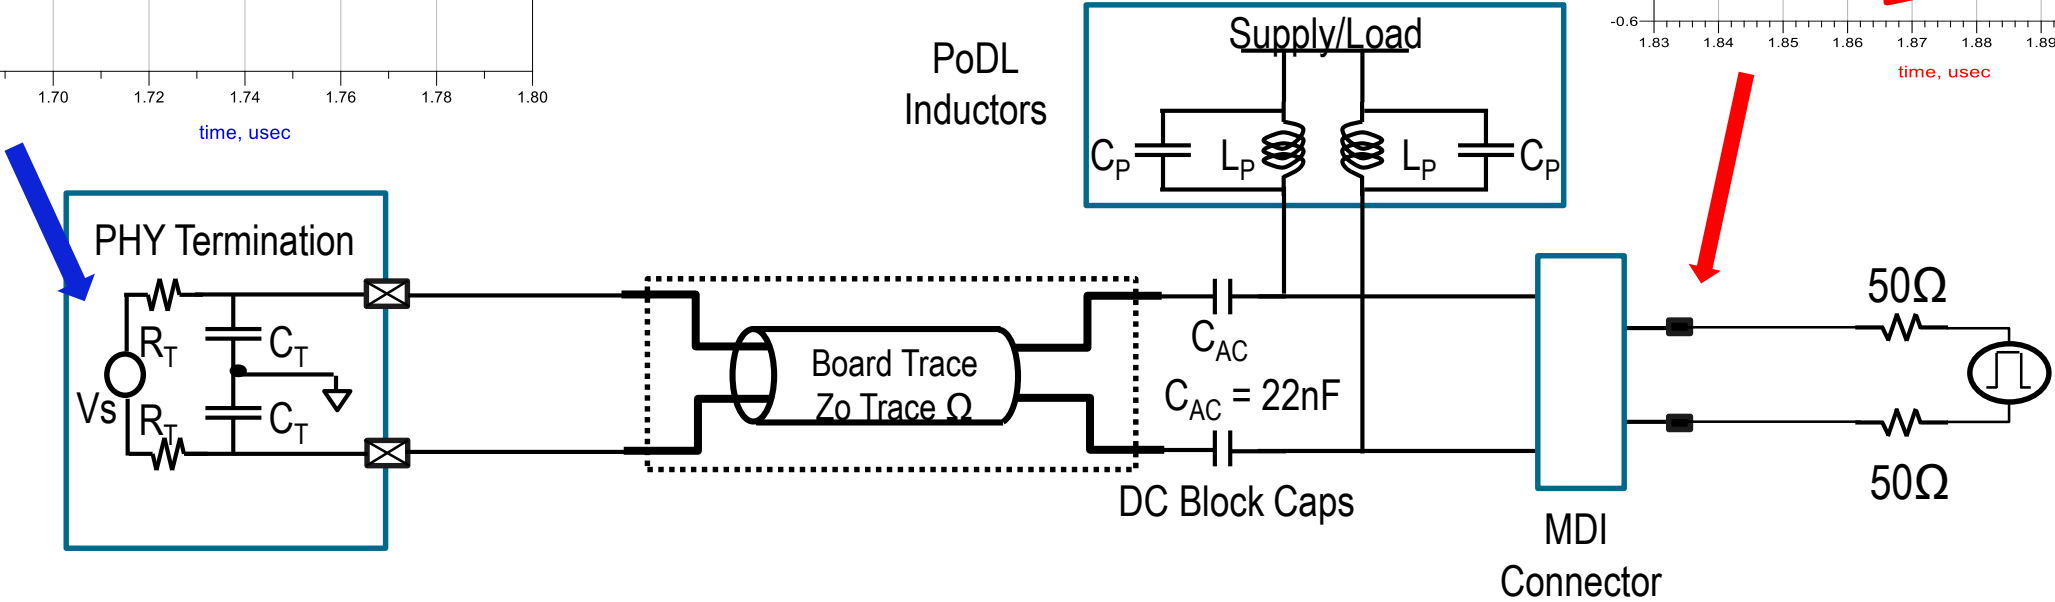 1.70 1.72 1.74 1.76 1.78 1.80
time, usec
-0.6
1.83 1.84 1.85 1.86 1.87 1.88 1.89
time, usec
PoDL
Inductors
Supply/Load
CP LP LP CP
PHY Termination
RT
CT
Vs
RT
CT
Board Trace
Zo Trace Ω
CAC
CAC = 22nF
DC Block Caps
MDI
Connector
50Ω
50Ω